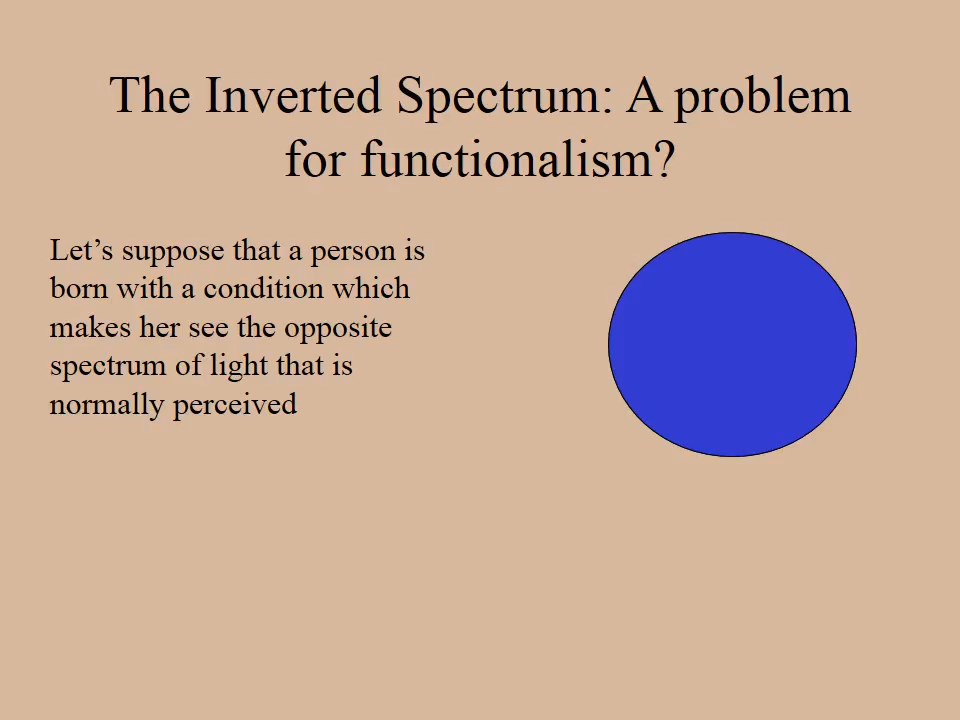 The Inverted Spectrum: A problem
for functionalism?
Let’s suppose that a person is
born with a condition which
makes her see the opposite
spectrum of light that is
normally perceived